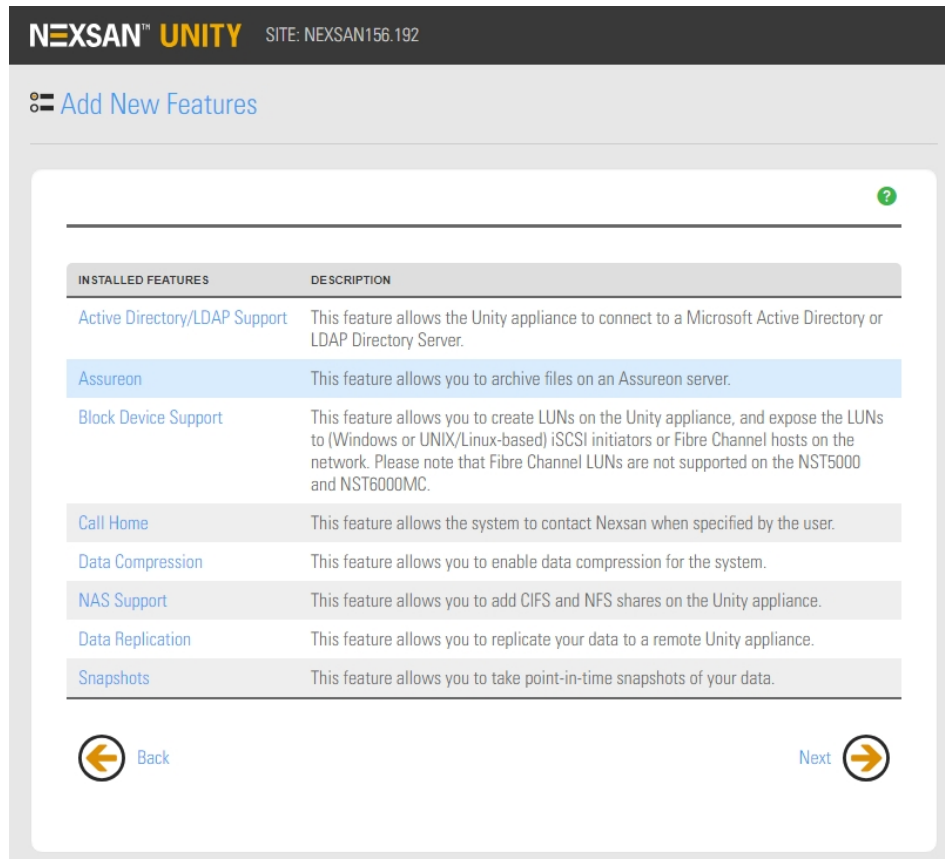 NEXSAN™ UNITY SITE: NEXSAN156.192
Add New Features
?
INSTALLED FEATURES DESCRIPTION
Active Directory/LDAP Support This feature allows the Unity appliance to connect to a Microsoft Active Directory or
LDAP Directory Server.
Assureon This feature allows you to archive files on an Assureon server.
Block Device Support This feature allows you to create LUNs on the Unity appliance, and expose the LUNs
to (Windows or UNIX/Linux-based) iSCSI initiators or Fibre Channel hosts on the
network. Please note that Fibre Channel LUNs are not supported on the NST5000
and NST6000MC.
Call Home This feature allows the system to contact Nexsan when specified by the user.
Data Compression This feature allows you to enable data compression for the system.
NAS Support This feature allows you to add CIFS and NFS shares on the Unity appliance.
Data Replication This feature allows you to replicate your data to a remote Unity appliance.
Snapshots This feature allows you to take point-in-time snapshots of your data.
Back Next